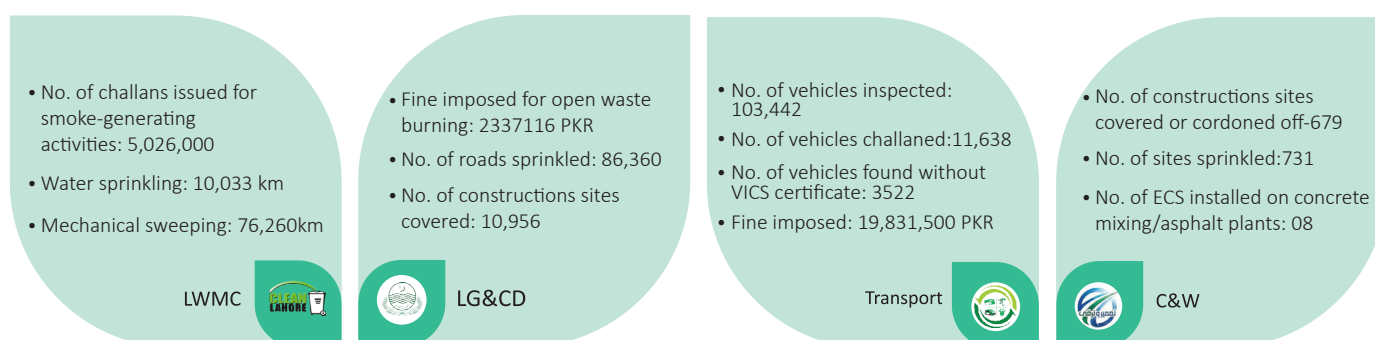 • No. of challans issued for
smoke-generating
activities: 5,026,000
• Water sprinkling: 10,033 km
• Mechanical sweeping: 76,260km
LWMC
CLEAN
LAHORE
• Fine imposed for open waste
burning: 2337116 PKR
• No. of roads sprinkled: 86,360
• No. of constructions sites
covered: 10,956
LG&CD
• No. of vehicles inspected:
103,442
• No. of vehicles challaned:11,638
• No. of vehicles found without
VICS certificate: 3522
• Fine imposed: 19,831,500 PKR
Transport
• No. of constructions sites
covered or cordoned off-679
• No. of sites sprinkled:731
• No. of ECS installed on concrete
mixing/asphalt plants: 08
C&W